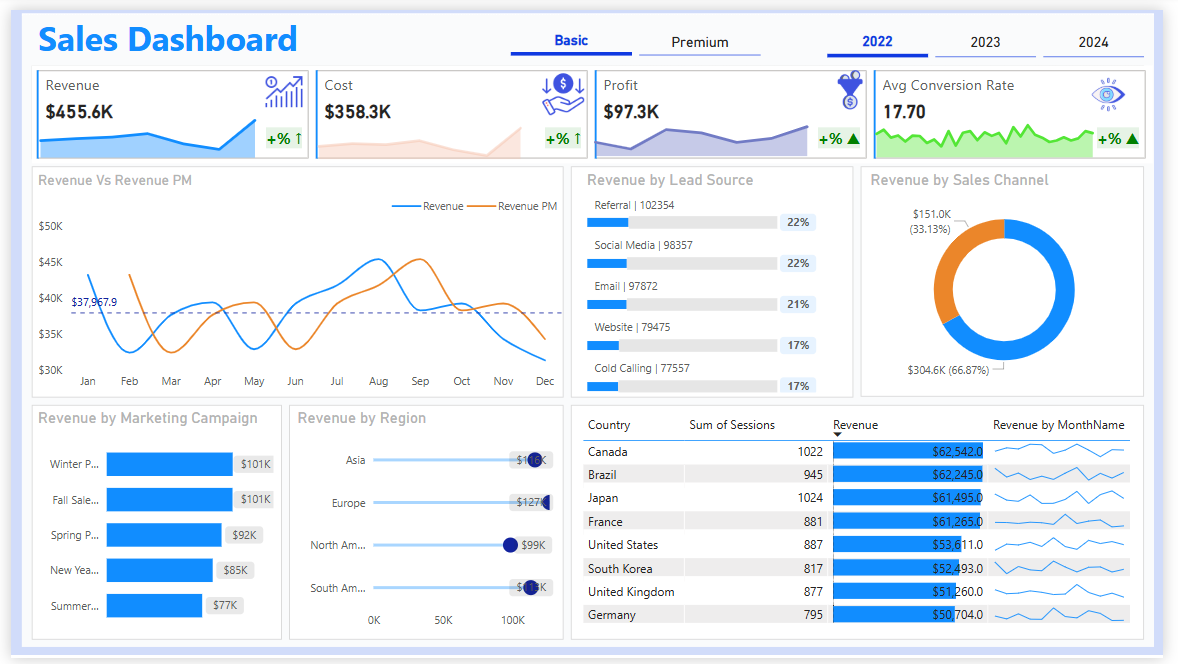 Sales Dashboard
Basic Premium
2022 2023 2024
Revenue
$455.6K
+% ↑
Cost
$358.3K
+% ↑
Profit
$97.3K
+% ▲
Avg Conversion Rate
17.70
+% ▲
Revenue Vs Revenue PM
Revenue Revenue PM
$50K
$45K
$40K
$37,967.9
$35K
$30K
Jan Feb Mar Apr May Jun Jul Aug Sep Oct Nov Dec
Revenue by Lead Source
Referral | 102354
22%
Social Media | 98357
22%
Email | 97872
21%
Website | 79475
17%
Cold Calling | 77557
17%
Revenue by Sales Channel
$151.0K
(33.13%)
$304.6K (66.87%)
Revenue by Marketing Campaign
Winter P... $101K
Fall Sale... $101K
Spring P... $92K
New Yea... $85K
Summer... $77K
Revenue by Region
Asia
Europe $127K
North Am... $99K
South Am...
0K 50K 100K
Country Sum of Sessions Revenue Revenue by MonthName
Canada 1022 $62,542.0
Brazil 945 $62,245.0
Japan 1024 $61,495.0
France 881 $61,265.0
United States 887 $53,611.0
South Korea 817 $52,493.0
United Kingdom 877 $51,260.0
Germany 795 $50,704.0